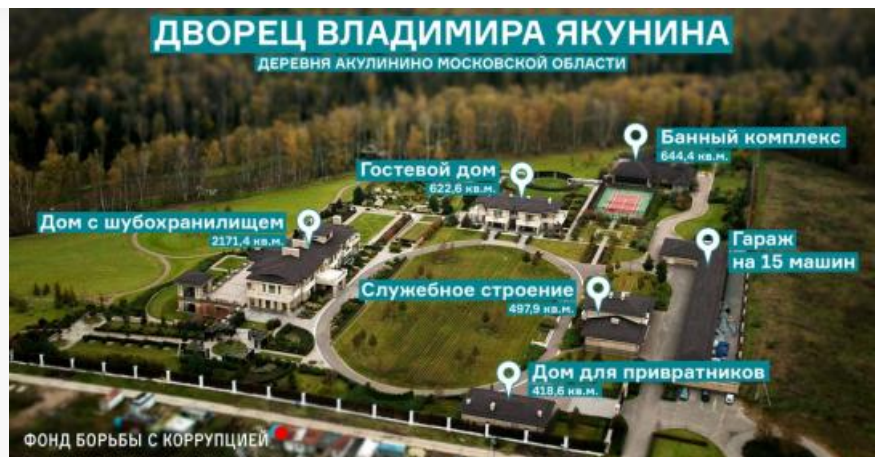 ДВОРЕЦ ВЛАДИМИРА ЯКУНИНА
ДЕРЕВНЯ АКУЛИНИНО МОСКОВСКОЙ ОБЛАСТИ
Банный комплекс
644,4 кв.м.
Гостевой дом
622,6 кв.м.
Дом с шубохранилищем
2171,4 кв.м.
Гараж
на 15 машин
Служебное строение
497,9 кв.м.
Дом для привратников
418,6 кв.м.
ФОНД БОРЬБЫ С КОРРУПЦИЕЙ